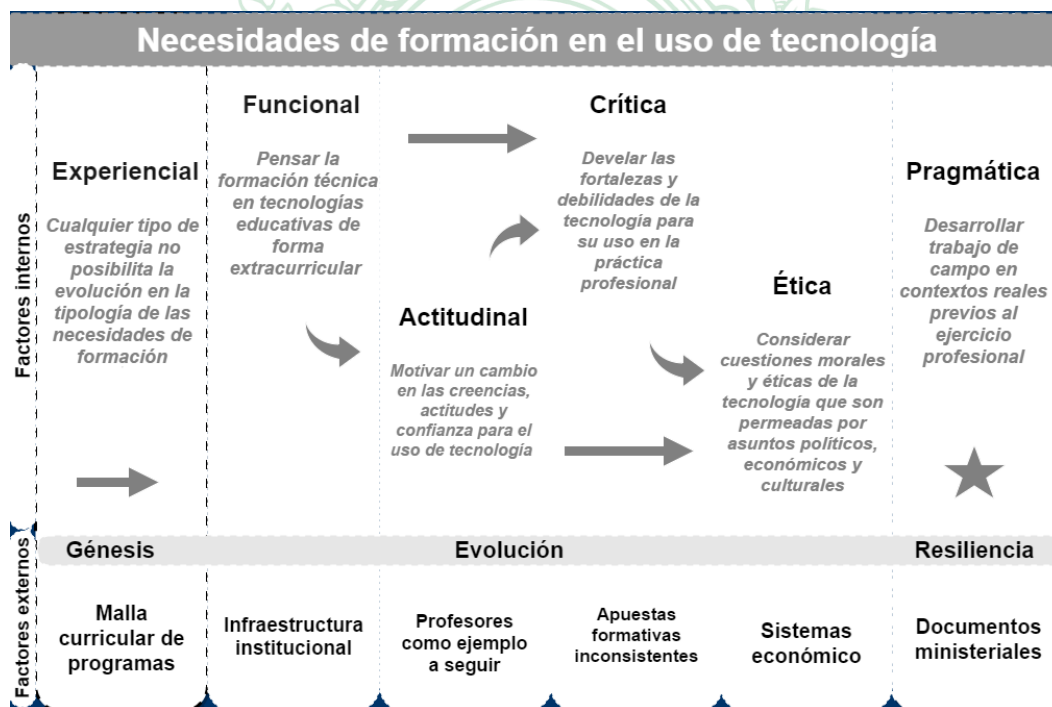 Necesidades de formación en el uso de tecnología
Factores internos
Experiencial
Cualquier tipo de
estrategia no
posibilita la
evolución en la
tipología de las
necesidades de
formación
Funcional
Pensar la
formación técnica
en tecnologías
educativas de
forma
extracurricular
Actitudinal
Motivar un cambio
en las creencias,
actitudes y
confianza para el
uso de tecnología
Crítica
Develar las
fortalezas y
debilidades de la
tecnología para
su uso en la
práctica
profesional
Ética
Considerar
cuestiones morales
y éticas de la
tecnología que son
permeadas por
asuntos políticos,
económicos y
culturales
Pragmática
Desarrollar
trabajo de
campo en
contextos reales
previos al
ejercicio
profesional
Génesis
Evolución
Resiliencia
Factores externos
Malla
curricular de
programas
Infraestructura
institucional
Profesores
como ejemplo
a seguir
Apuestas
formativas
inconsistentes
Sistemas
económico
Documentos
ministeriales